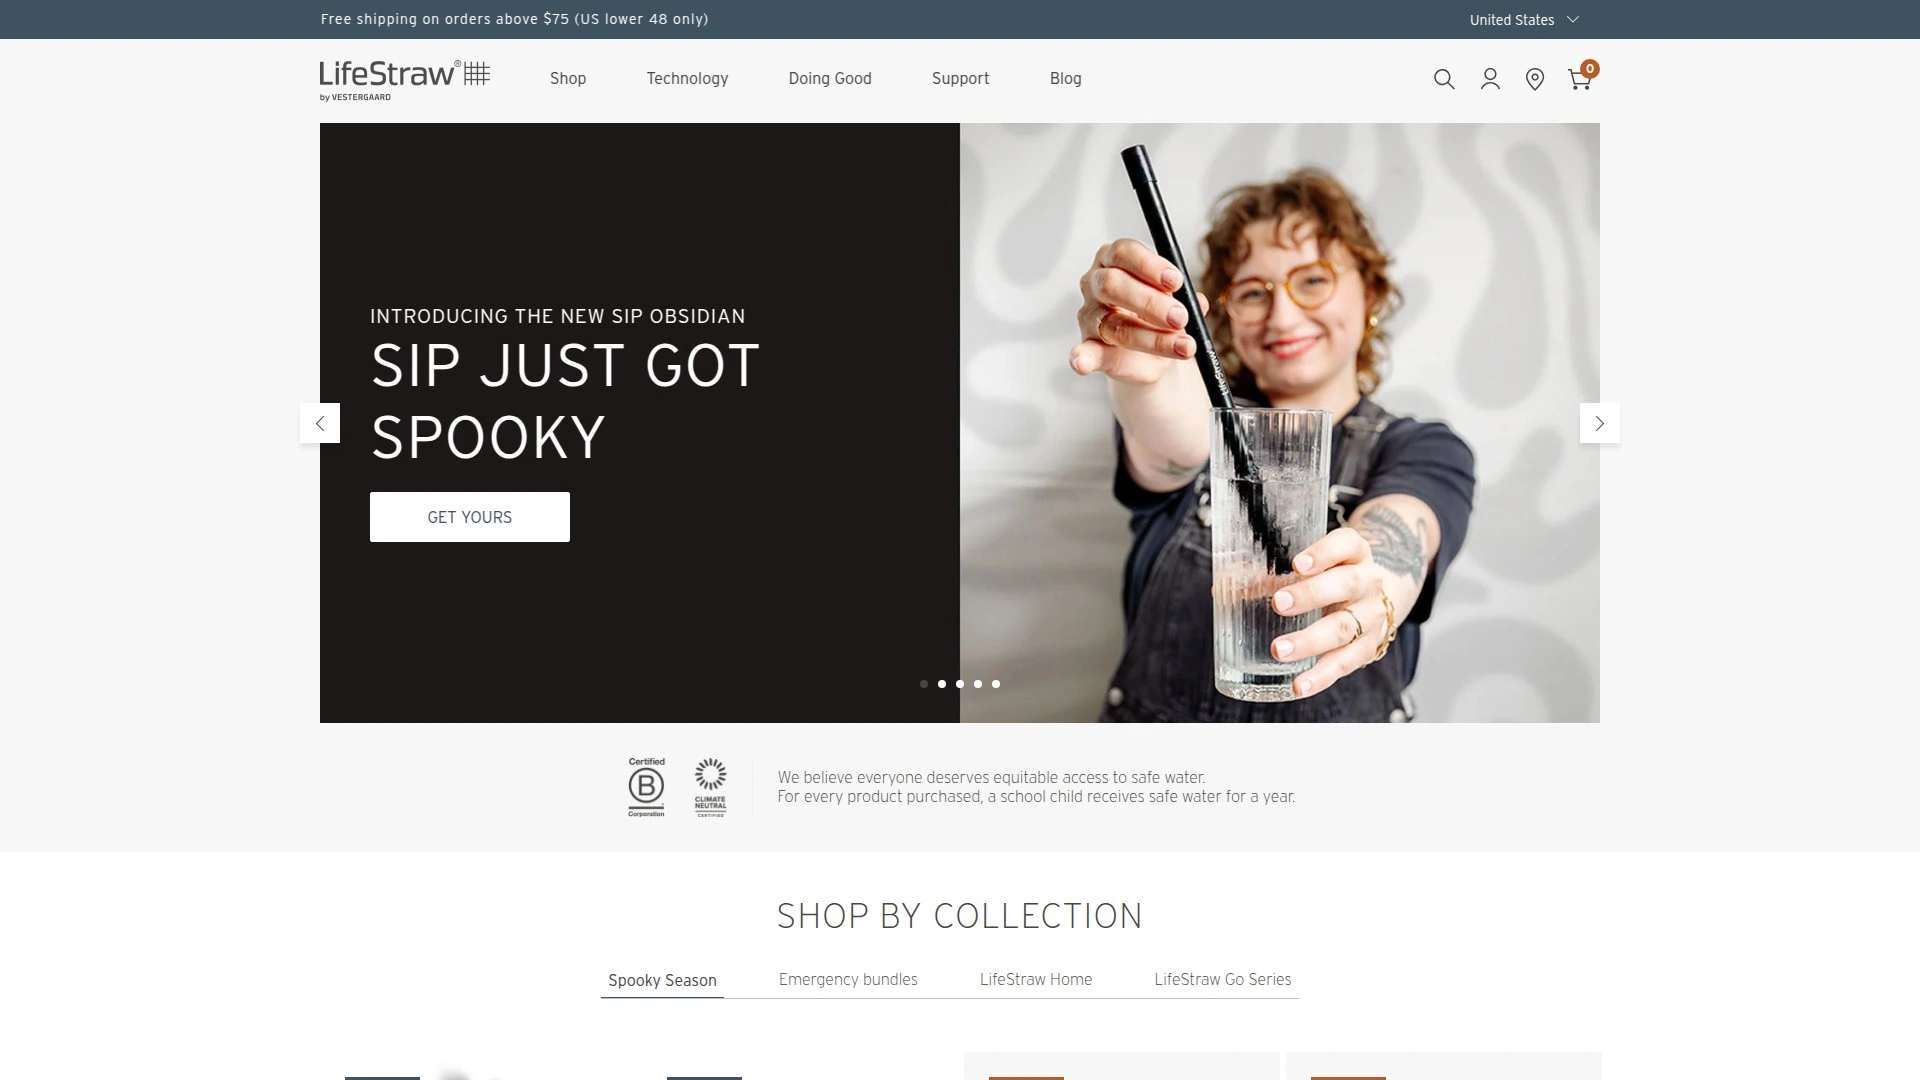 Free shipping on orders above $75 (US lower 48 only)
United States
LifeStraw®
by VESTERGAARD
Shop
Technology
Doing Good
Support
Blog
0
INTRODUCING THE NEW SIP OBSIDIAN
SIP JUST GOT
SPOOKY
GET YOURS
LifeStraw
Certified
B
Corporation
CLIMATE
NEUTRAL
CERTIFIED
We believe everyone deserves equitable access to safe water.
For every product purchased, a school child receives safe water for a year.
SHOP BY COLLECTION
Spooky Season
Emergency bundles
LifeStraw Home
LifeStraw Go Series